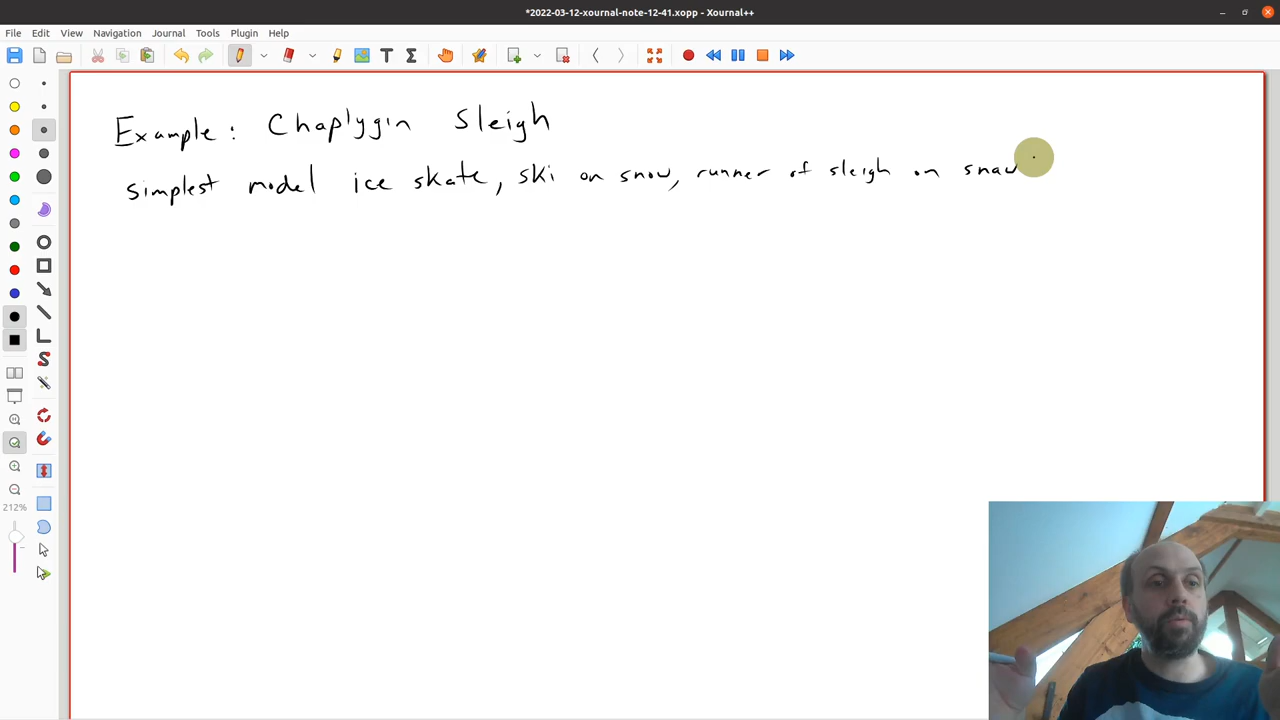 *2022-03-12-xournal-note-12-41.xopp - Xournal++
File Edit View Navigation Journal Tools Plugin Help
Example: Chaplygin Sleigh
simplest model ice skate, ski on snow, runner of sleigh on snow
212%